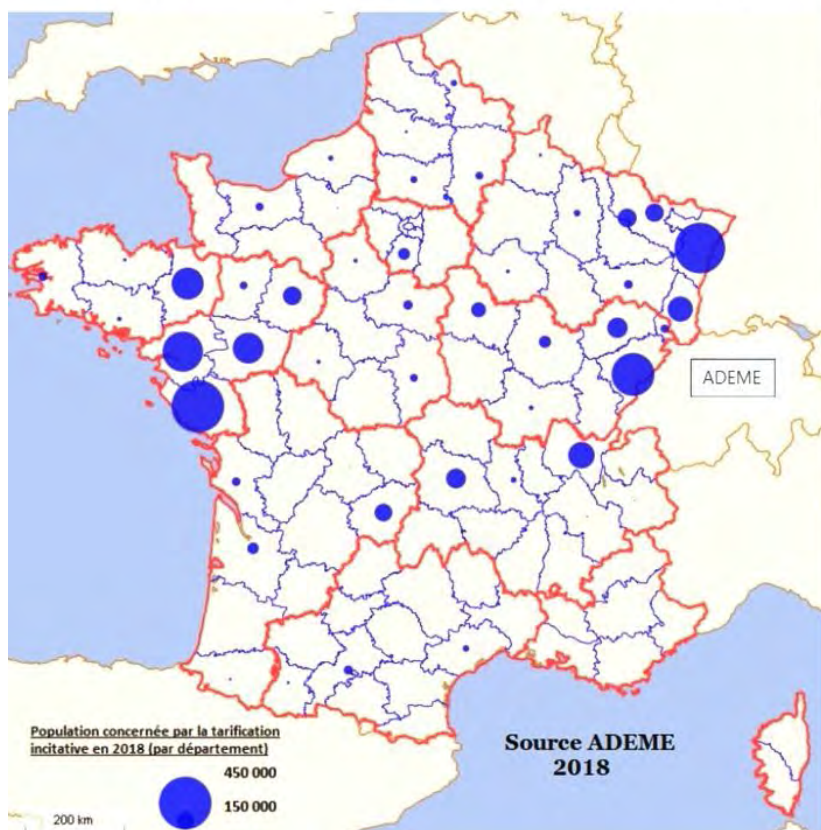 ADEME
Population concernée par la tarification
incitative en 2018 (par département)
Source ADEME
2018
450 000
150 000
200 km